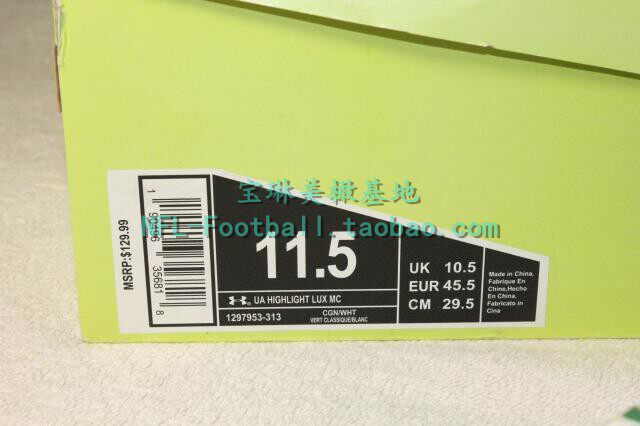 宝琳美橄基地
NFL-Football.taobao.com
MSRP:$129.99
35681 8
11.5
UK 10.5
EUR 45.5
CM 29.5
UA HIGHLIGHT LUX MC
1297953-313
CGN/WHT
VERT CLASSIQUE/BLANC
Made in China,
Fabrique En
Chine,Hecho
En China,
Fabricato in
Cina